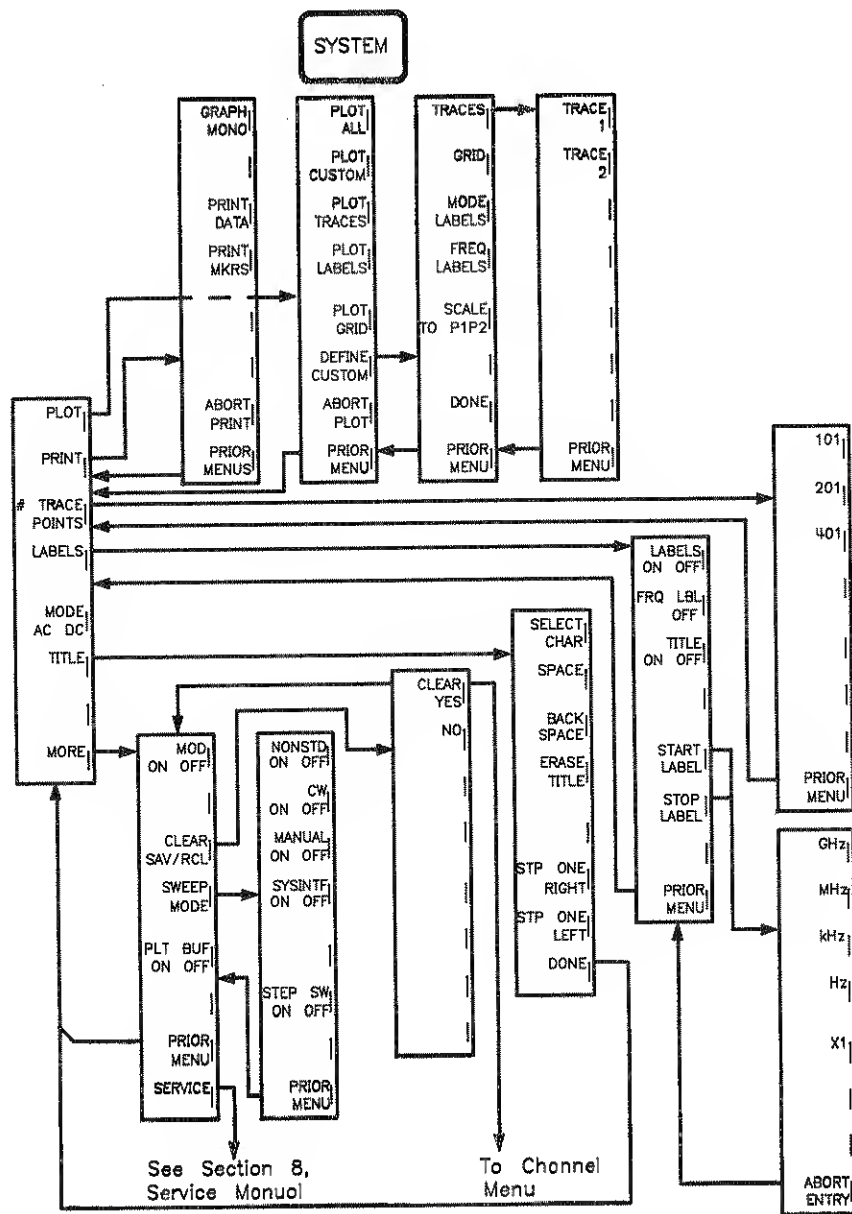 SYSTEM
GRAPH
MONO
PRINT
DATA
PRINT
MKRS
ABORT
PRINT
PRIOR
MENUS
PLOT
ALL
PLOT
CUSTOM
PLOT
TRACES
PLOT
LABELS
PLOT
GRID
DEFINE
CUSTOM
ABORT
PLOT
PRIOR
MENU
TRACES
GRID
MODE
LABELS
FREQ
LABELS
SCALE
TO P1P2
DONE
PRIOR
MENU
TRACE
1
TRACE
2
PRIOR
MENU
PLOT
PRINT
# TRACE
POINTS
LABELS
MODE
AC DC
TITLE
MORE
101
201
401
PRIOR
MENU
LABELS
ON OFF
FRQ LBL
OFF
TITLE
ON OFF
START
LABEL
STOP
LABEL
PRIOR
MENU
SELECT
CHAR
SPACE
BACK
SPACE
ERASE
TITLE
STP ONE
RIGHT
STP ONE
LEFT
DONE
CLEAR
YES
NO
MOD
ON OFF
CLEAR
SAV/RCL
SWEEP
MODE
PLT BUF
ON OFF
PRIOR
MENU
SERVICE
NONSTD
ON OFF
CW
ON OFF
MANUAL
ON OFF
SYSINTF
ON OFF
STEP SW
ON OFF
PRIOR
MENU
GHz
MHz
kHz
Hz
X1
ABORT
ENTRY
See Section 8,
Service Monuol
To Chonnel
Menu